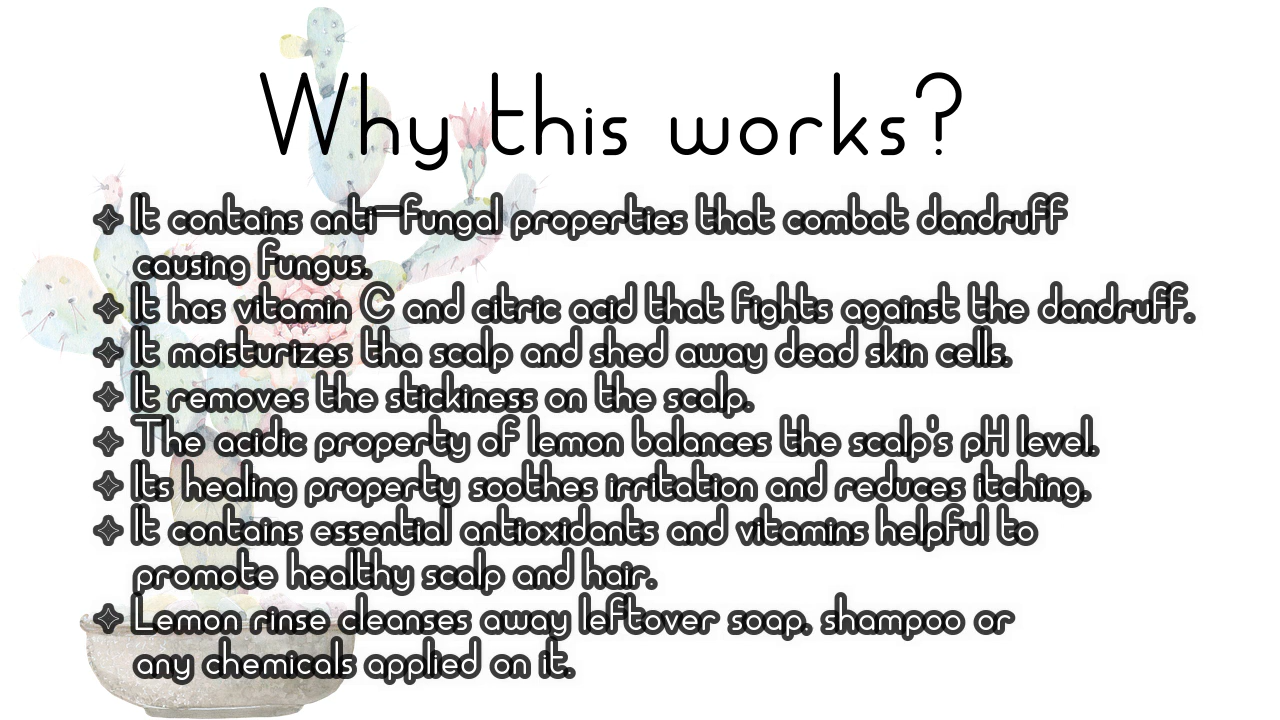 Why this works?
✧ It contains anti-fungal properties that combat dandruff
causing fungus.
✧ It has vitamin C and citric acid that fights against the dandruff.
✧ It moisturizes tha scalp and shed away dead skin cells.
✧ It removes the stickiness on the scalp.
✧ The acidic property of lemon balances the scalp's pH level.
✧ Its healing property soothes irritation and reduces itching.
✧ It contains essential antioxidants and vitamins helpful to
promote healthy scalp and hair.
✧ Lemon rinse cleanses away leftover soap. shampoo or
any chemicals applied on it.